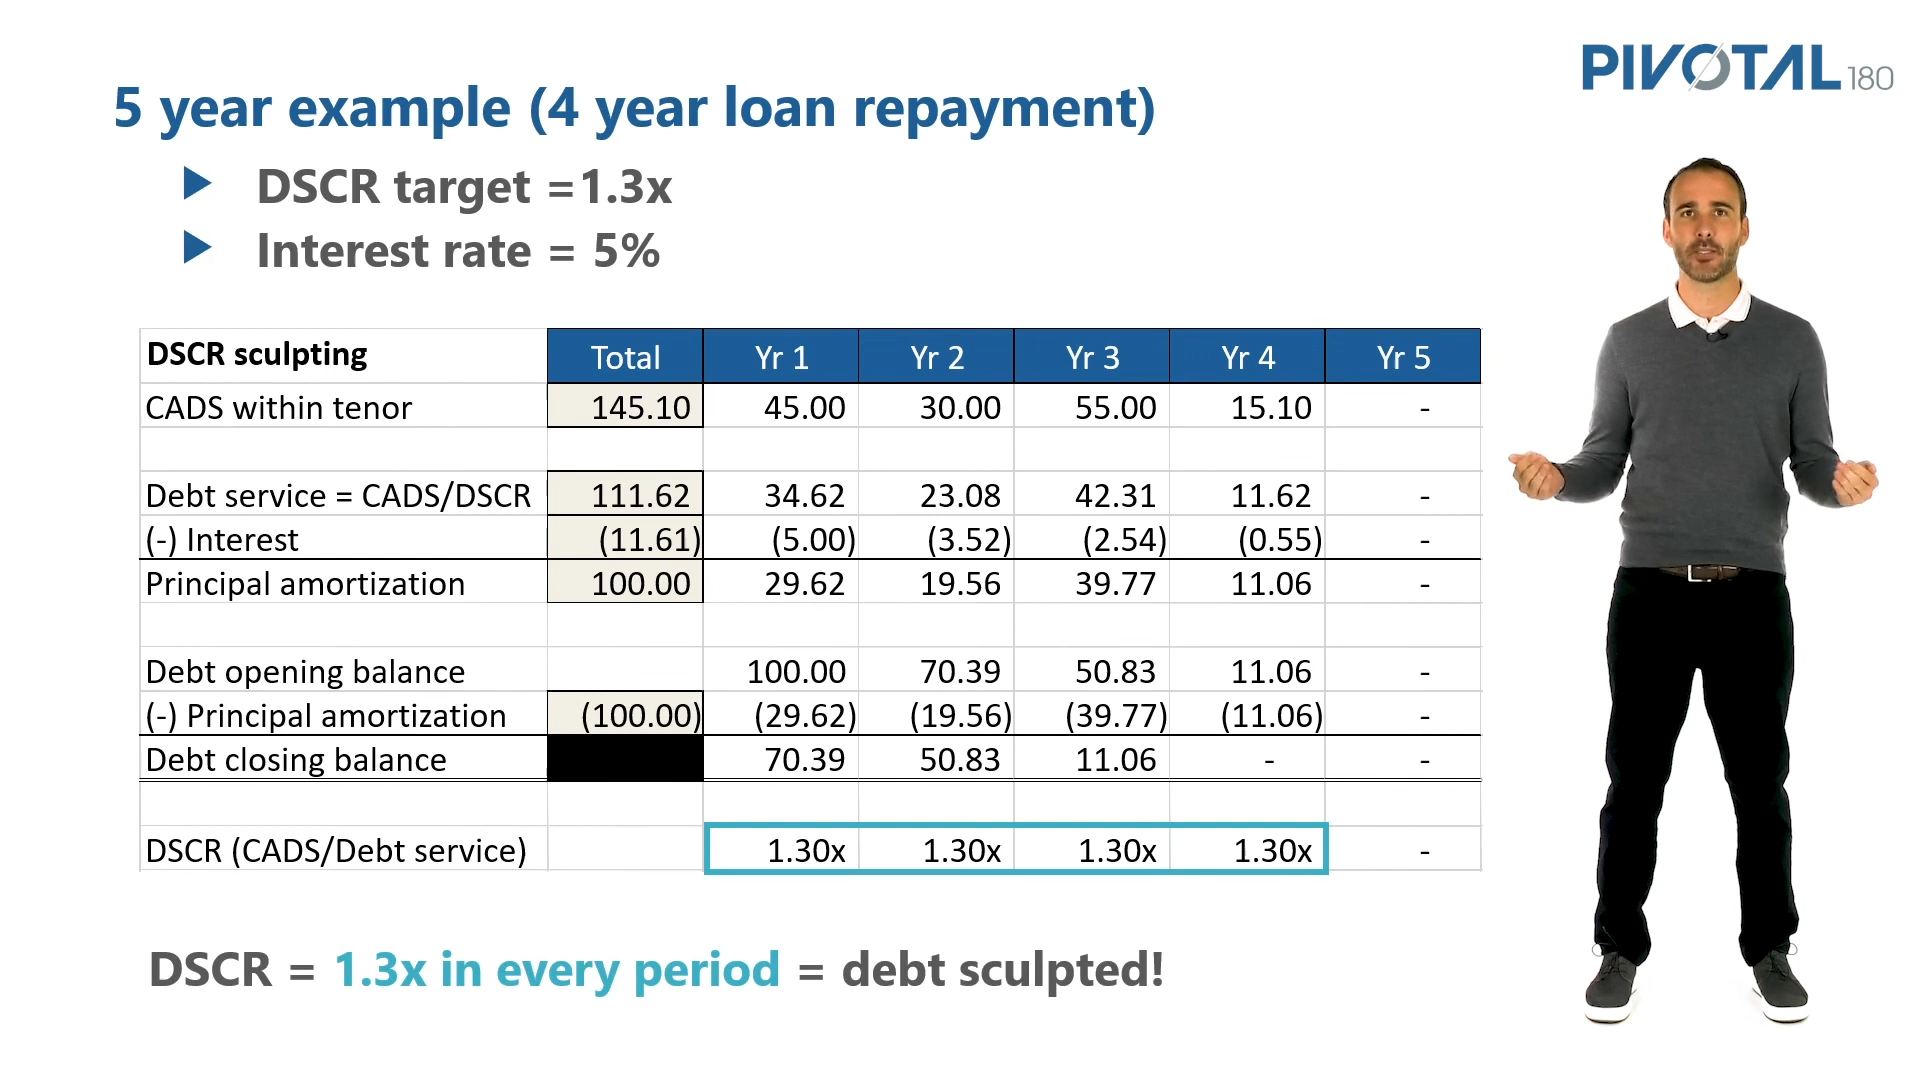 PIVOTAL 180
5 year example (4 year loan repayment)
DSCR target =1.3x
Interest rate = 5%
DSCR sculpting Total Yr 1 Yr 2 Yr 3 Yr 4 Yr 5
CADS within tenor 145.10 45.00 30.00 55.00 15.10 -
Debt service = CADS/DSCR 111.62 34.62 23.08 42.31 11.62 -
(-) Interest (11.61) (5.00) (3.52) (2.54) (0.55) -
Principal amortization 100.00 29.62 19.56 39.77 11.06 -
Debt opening balance 100.00 70.39 50.83 11.06 -
(-) Principal amortization (100.00) (29.62) (19.56) (39.77) (11.06) -
Debt closing balance 70.39 50.83 11.06 - -
DSCR (CADS/Debt service) 1.30x 1.30x 1.30x 1.30x -
DSCR = 1.3x in every period = debt sculpted!